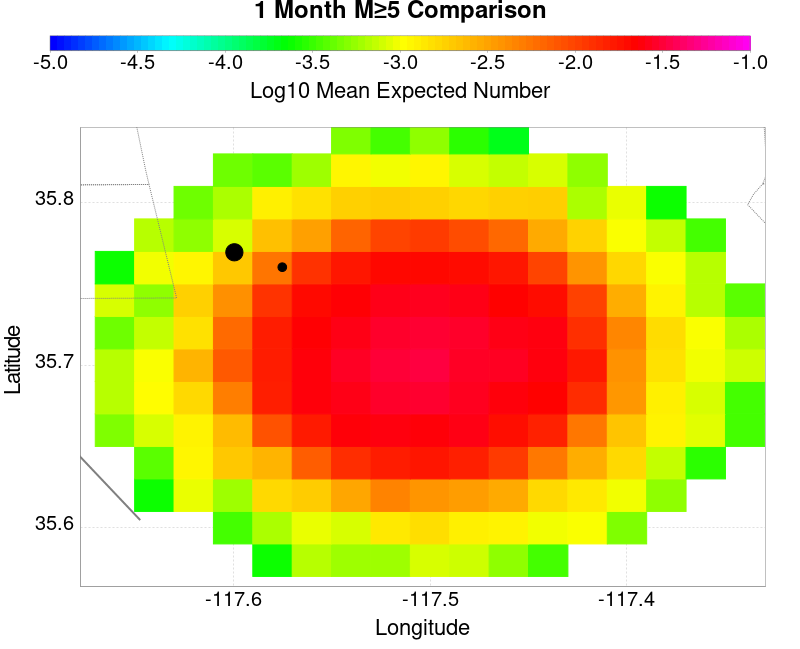 1 Month M≥5 Comparison
-5.0 -4.5 -4.0 -3.5 -3.0 -2.5 -2.0 -1.5 -1.0
Log10 Mean Expected Number
35.8
35.7
35.6
Latitude
-117.6 -117.5 -117.4
Longitude